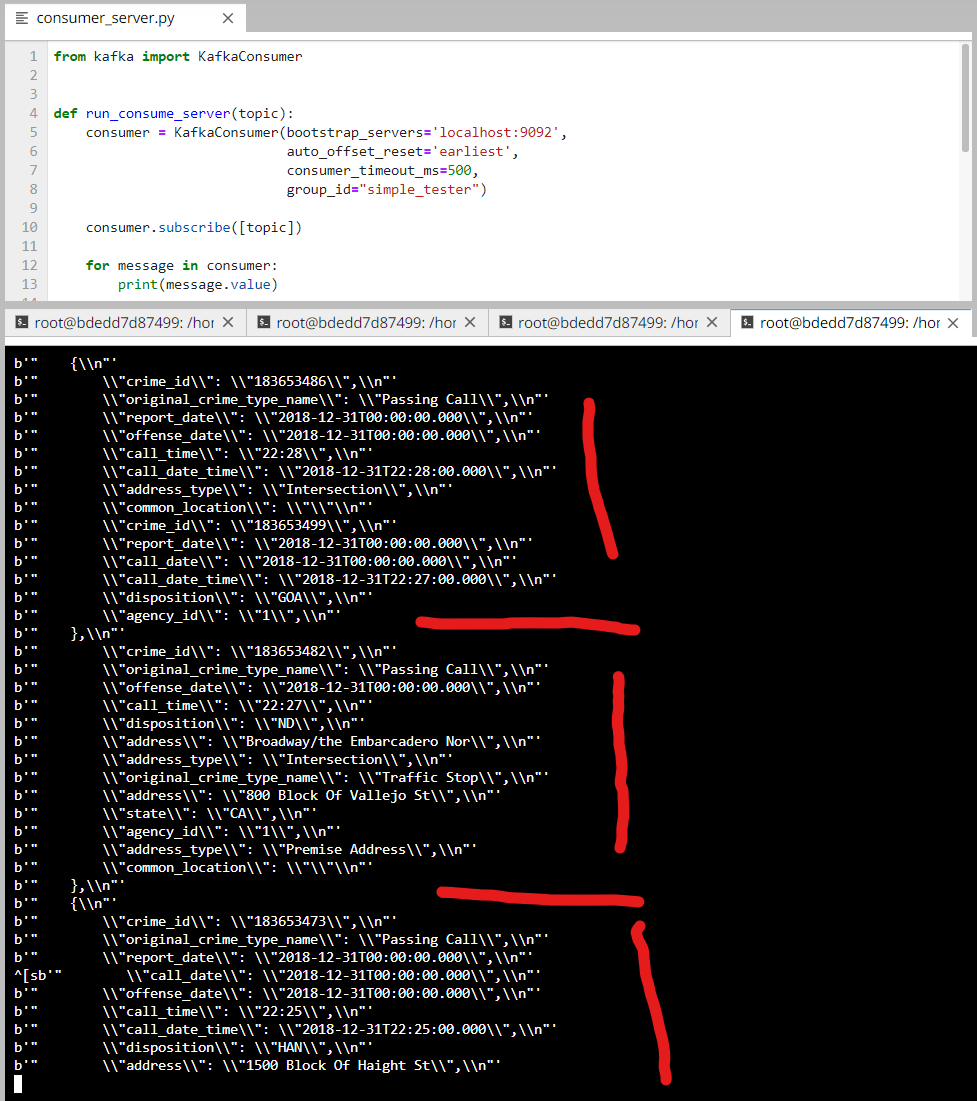 consumer_server.py
1 from kafka import KafkaConsumer
2
3
4 def run_consume_server(topic):
5 consumer = KafkaConsumer(bootstrap_servers='localhost:9092',
6 auto_offset_reset='earliest',
7 consumer_timeout_ms=500,
8 group_id="simple_tester")
9
10 consumer.subscribe([topic])
11
12 for message in consumer:
13 print(message.value)
root@bdedd7d87499: /hor root@bdedd7d87499: /hor root@bdedd7d87499: /hor root@bdedd7d87499: /hor
b'"    {\\n"'
b'"        \\"crime_id\\": \\"183653486\\",\\n"'
b'"        \\"original_crime_type_name\\": \\"Passing Call\\",\\n"'
b'"        \\"report_date\\": \\"2018-12-31T00:00:00.000\\",\\n"'
b'"        \\"offense_date\\": \\"2018-12-31T00:00:00.000\\",\\n"'
b'"        \\"call_time\\": \\"22:28\\",\\n"'
b'"        \\"call_date_time\\": \\"2018-12-31T22:28:00.000\\",\\n"'
b'"        \\"address_type\\": \\"Intersection\\",\\n"'
b'"        \\"common_location\\": \\"\\"\\n"'
b'"        \\"crime_id\\": \\"183653499\\",\\n"'
b'"        \\"report_date\\": \\"2018-12-31T00:00:00.000\\",\\n"'
b'"        \\"call_date\\": \\"2018-12-31T00:00:00.000\\",\\n"'
b'"        \\"call_date_time\\": \\"2018-12-31T22:27:00.000\\",\\n"'
b'"        \\"disposition\\": \\"GOA\\",\\n"'
b'"        \\"agency_id\\": \\"1\\",\\n"'
b'"    },\\n"'
b'"        \\"crime_id\\": \\"183653482\\",\\n"'
b'"        \\"original_crime_type_name\\": \\"Passing Call\\",\\n"'
b'"        \\"offense_date\\": \\"2018-12-31T00:00:00.000\\",\\n"'
b'"        \\"call_time\\": \\"22:27\\",\\n"'
b'"        \\"disposition\\": \\"ND\\",\\n"'
b'"        \\"address\\": \\"Broadway/the Embarcadero Nor\\",\\n"'
b'"        \\"address_type\\": \\"Intersection\\",\\n"'
b'"        \\"original_crime_type_name\\": \\"Traffic Stop\\",\\n"'
b'"        \\"address\\": \\"800 Block Of Vallejo St\\",\\n"'
b'"        \\"state\\": \\"CA\\",\\n"'
b'"        \\"agency_id\\": \\"1\\",\\n"'
b'"        \\"address_type\\": \\"Premise Address\\",\\n"'
b'"        \\"common_location\\": \\"\\"\\n"'
b'"    },\\n"'
b'"    {\\n"'
b'"        \\"crime_id\\": \\"183653473\\",\\n"'
b'"        \\"original_crime_type_name\\": \\"Passing Call\\",\\n"'
b'"        \\"report_date\\": \\"2018-12-31T00:00:00.000\\",\\n"'
^[sb'"        \\"call_date\\": \\"2018-12-31T00:00:00.000\\",\\n"'
b'"        \\"offense_date\\": \\"2018-12-31T00:00:00.000\\",\\n"'
b'"        \\"call_time\\": \\"22:25\\",\\n"'
b'"        \\"call_date_time\\": \\"2018-12-31T22:25:00.000\\",\\n"'
b'"        \\"disposition\\": \\"HAN\\",\\n"'
b'"        \\"address\\": \\"1500 Block Of Haight St\\",\\n"'